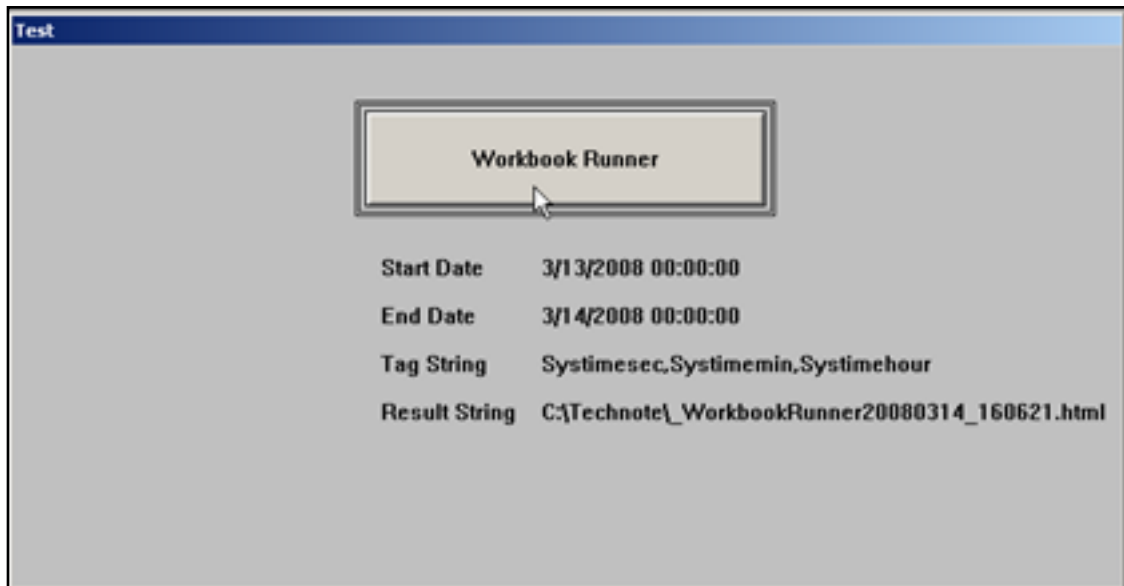 Test
Workbook Runner
Start Date 3/13/2008 00:00:00
End Date 3/14/2008 00:00:00
Tag String Systimesec,Systimemin,Systimehour
Result String C:\Technote\_WorkbookRunner20080314_160621.html